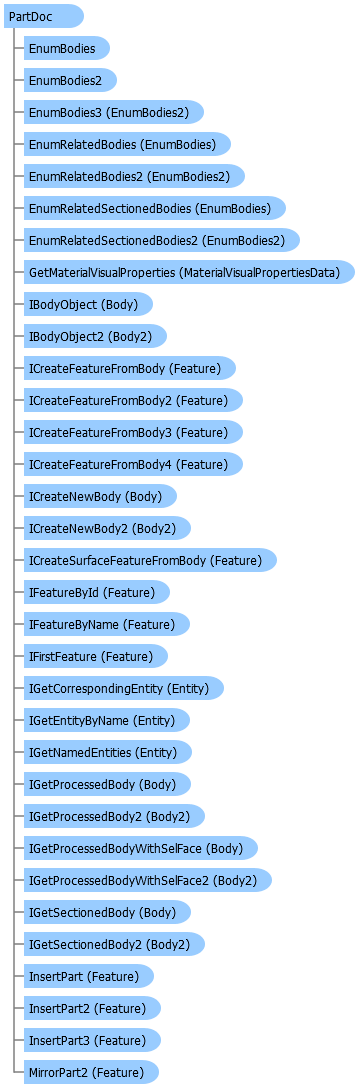 PartDoc
EnumBodies
EnumBodies2
EnumBodies3 (EnumBodies2)
EnumRelatedBodies (EnumBodies)
EnumRelatedBodies2 (EnumBodies2)
EnumRelatedSectionedBodies (EnumBodies)
EnumRelatedSectionedBodies2 (EnumBodies2)
GetMaterialVisualProperties (MaterialVisualPropertiesData)
IBodyObject (Body)
IBodyObject2 (Body2)
ICreateFeatureFromBody (Feature)
ICreateFeatureFromBody2 (Feature)
ICreateFeatureFromBody3 (Feature)
ICreateFeatureFromBody4 (Feature)
ICreateNewBody (Body)
ICreateNewBody2 (Body2)
ICreateSurfaceFeatureFromBody (Feature)
IFeatureById (Feature)
IFeatureByName (Feature)
IFirstFeature (Feature)
IGetCorrespondingEntity (Entity)
IGetEntityByName (Entity)
IGetNamedEntities (Entity)
IGetProcessedBody (Body)
IGetProcessedBody2 (Body2)
IGetProcessedBodyWithSelFace (Body)
IGetProcessedBodyWithSelFace2 (Body2)
IGetSectionedBody (Body)
IGetSectionedBody2 (Body2)
InsertPart (Feature)
InsertPart2 (Feature)
InsertPart3 (Feature)
MirrorPart2 (Feature)